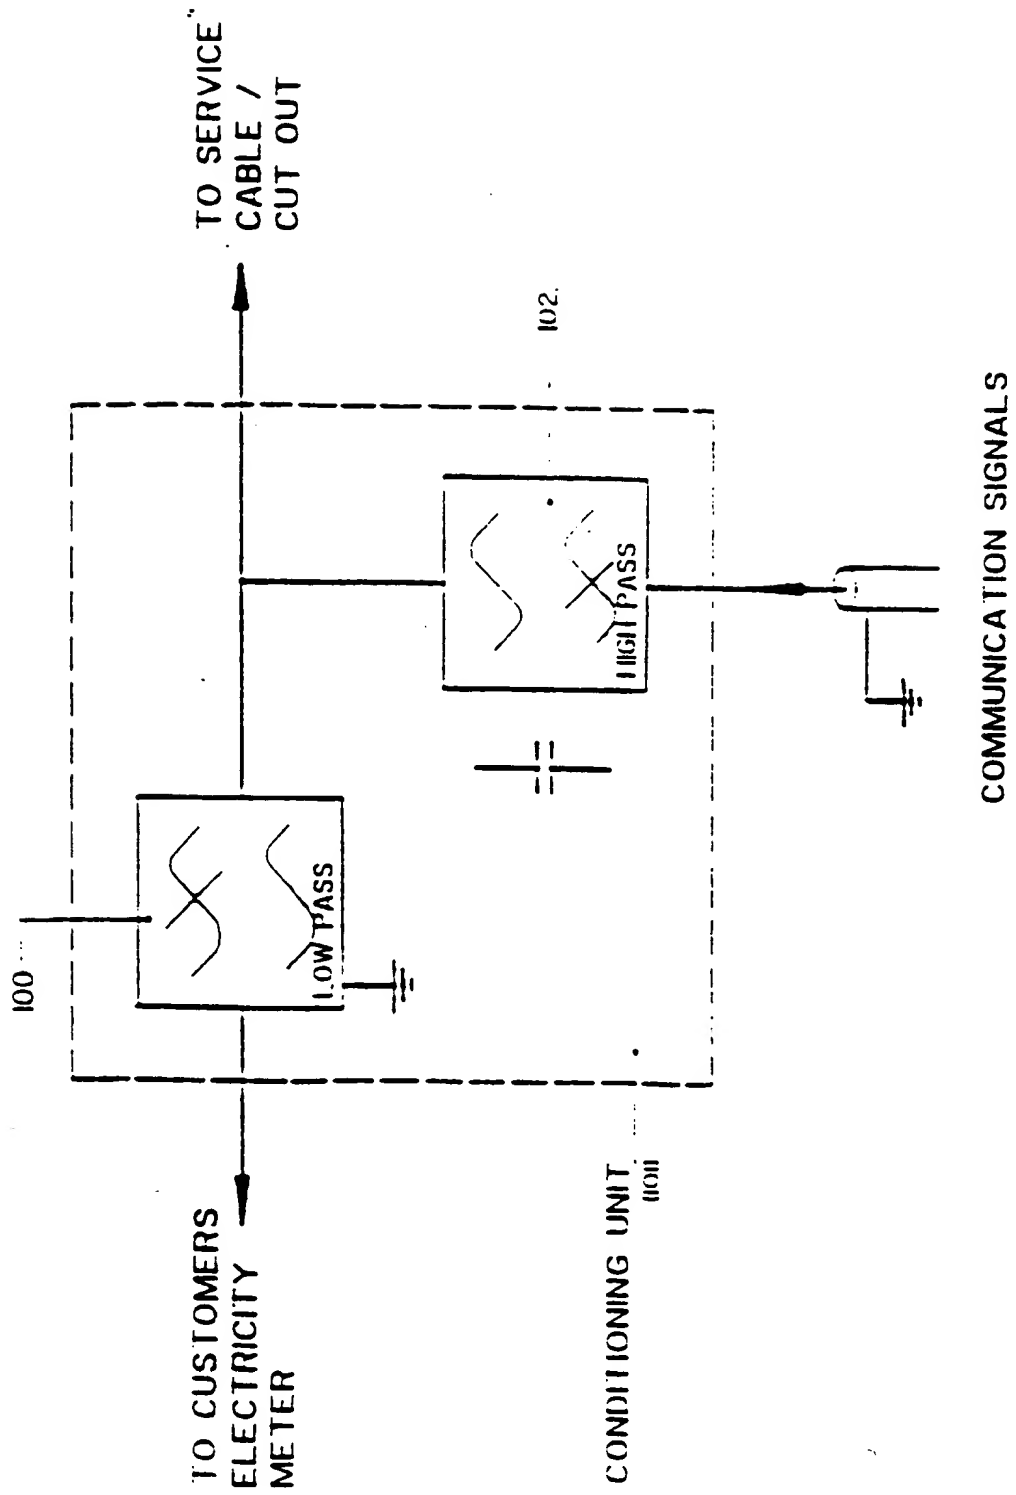 TO SERVICE
CABLE /
CUT OUT
100
102.
LOW PASS
HIGH PASS
TO CUSTOMERS
ELECTRICITY
METER
CONDITIONING UNIT
COMMUNICATION SIGNALS